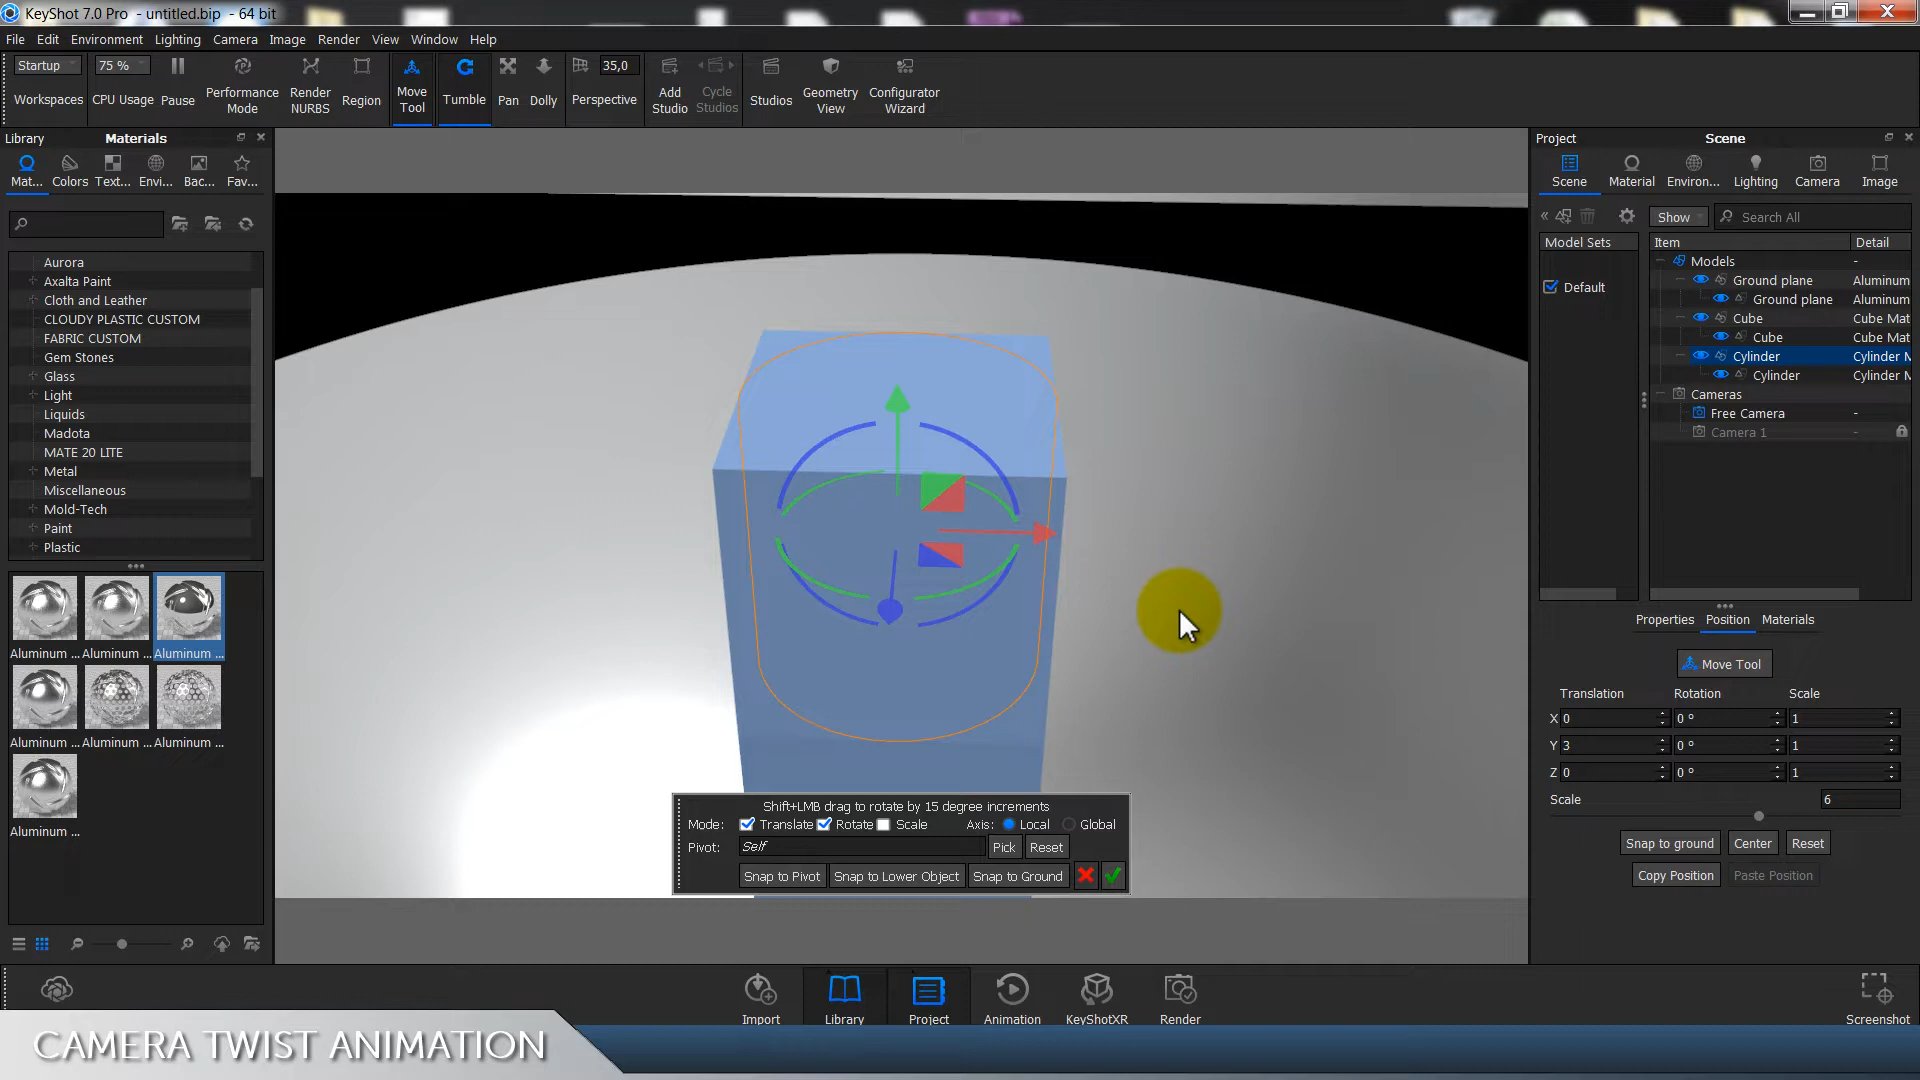 KeyShot 7.0 Pro - untitled.bip - 64 bit
File Edit Environment Lighting Camera Image Render View Window Help
Startup 75 % 35,0
Workspaces CPU Usage Pause Performance Mode Render NURBS Region Move Tool Tumble Pan Dolly Perspective Add Studio Cycle Studios Studios Geometry View Configurator Wizard
Library Materials
Mat... Colors Text... Envi... Bac... Fav...
Aurora
Axalta Paint
Cloth and Leather
CLOUDY PLASTIC CUSTOM
FABRIC CUSTOM
Gem Stones
Glass
Light
Liquids
Madota
MATE 20 LITE
Metal
Miscellaneous
Mold-Tech
Paint
Plastic
Aluminum ... Aluminum ... Aluminum ...
Aluminum ... Aluminum ... Aluminum ...
Aluminum ...
Shift+LMB drag to rotate by 15 degree increments
Mode: Translate Rotate Scale Axis: Local Global
Pivot: Self Pick Reset
Snap to Pivot Snap to Lower Object Snap to Ground
Project Scene
Scene Material Environ... Lighting Camera Image
« Show Search All
Model Sets
Default
Item Detail
Models -
Ground plane Aluminum
Ground plane Aluminum
Cube Cube Mat
Cube Cube Mat
Cylinder Cylinder M
Cylinder Cylinder M
Cameras
Free Camera -
Camera 1 -
Properties Position Materials
Move Tool
Translation Rotation Scale
X 0 0 ° 1
Y 3 0 ° 1
Z 0 0 ° 1
Scale 6
Snap to ground Center Reset
Copy Position Paste Position
Import Library Project Animation KeyShotXR Render Screenshot
CAMERA TWIST ANIMATION